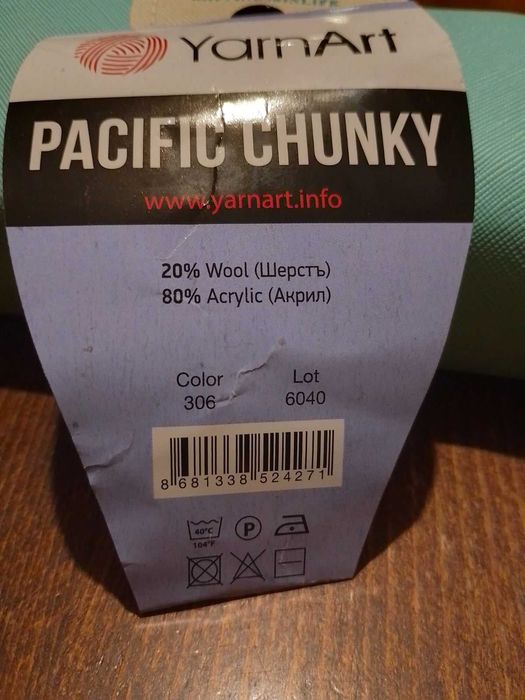 YarnArt
PACIFIC CHUNKY
www.yarnart.info
20% Wool (Шерстъ)
80% Acrylic (Акрил)
Color Lot
306 6040
8 681338 524271
40°C P
104°F